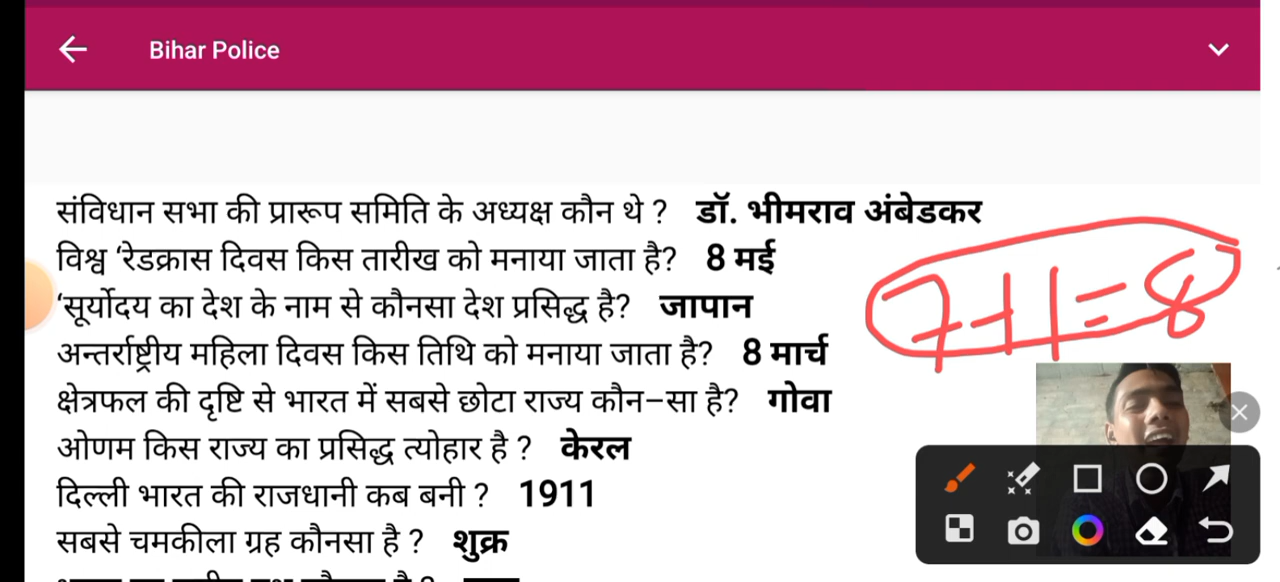 Bihar Police
संविधान सभा की प्रारूप समिति के अध्यक्ष कौन थे ? डॉ. भीमराव अंबेडकर
विश्व ‘रेडक्रास दिवस किस तारीख को मनाया जाता है? 8 मई
‘सूर्योदय का देश के नाम से कौनसा देश प्रसिद्ध है? जापान
अन्तर्राष्ट्रीय महिला दिवस किस तिथि को मनाया जाता है? 8 मार्च
7+1=8
क्षेत्रफल की दृष्टि से भारत में सबसे छोटा राज्य कौन–सा है? गोवा
ओणम किस राज्य का प्रसिद्ध त्योहार है ? केरल
दिल्ली भारत की राजधानी कब बनी ? 1911
सबसे चमकीला ग्रह कौनसा है ? शुक्र